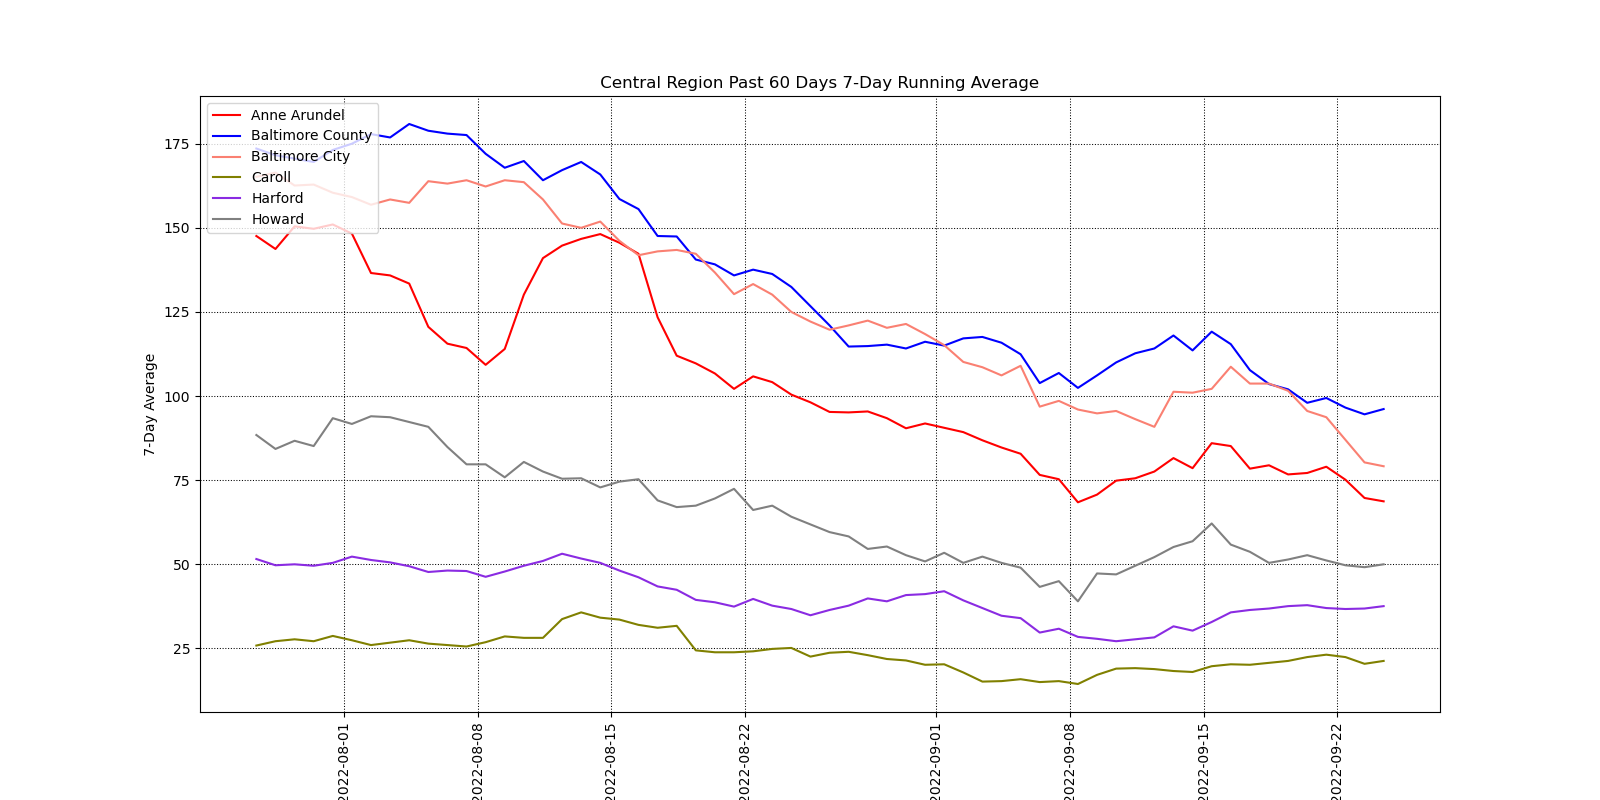 Central Region Past 60 Days 7-Day Running Average
Anne Arundel
Baltimore County
Baltimore City
Caroll
Harford
Howard
175
150
125
100
75
50
25
7-Day Average
2022-08-01
2022-08-08
2022-08-15
2022-08-22
2022-09-01
2022-09-08
2022-09-15
2022-09-22